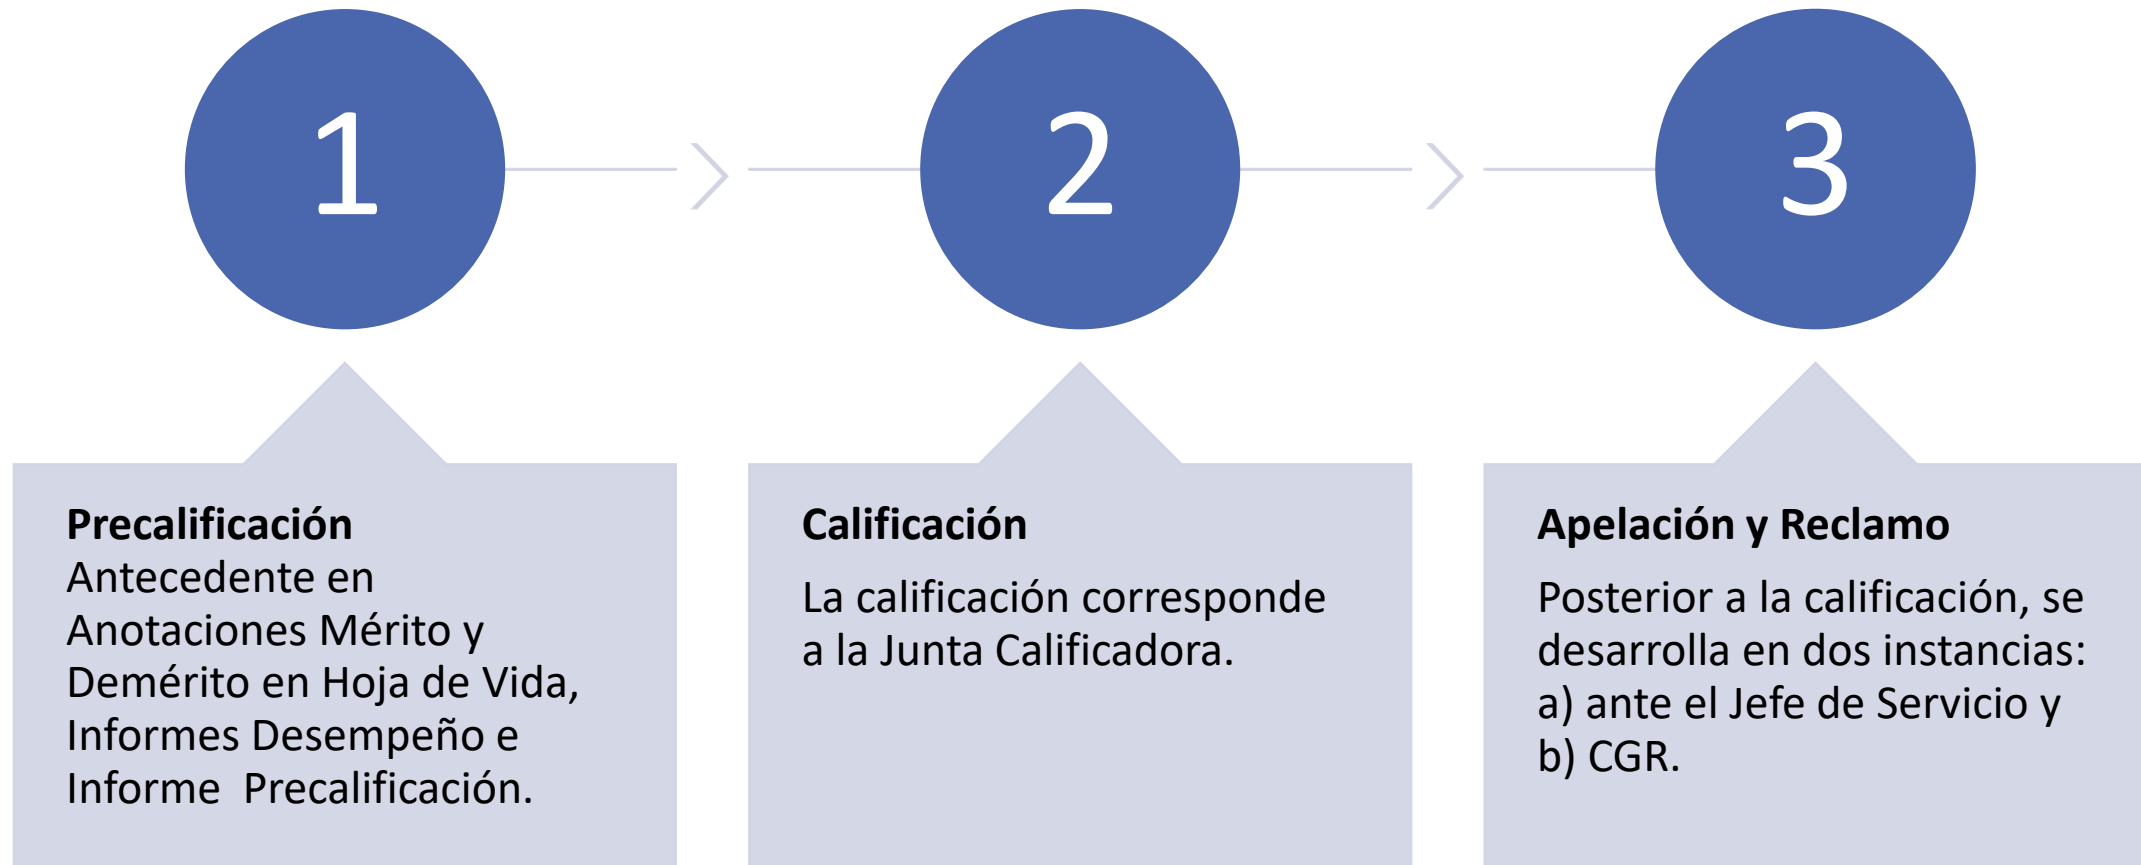 1
Precalificación
Antecedente en
Anotaciones Mérito y
Demérito en Hoja de Vida,
Informes Desempeño e
Informe  Precalificación.
2
Calificación
La calificación corresponde
a la Junta Calificadora.
3
Apelación y Reclamo
Posterior a la calificación, se
desarrolla en dos instancias:
a) ante el Jefe de Servicio y
b) CGR.